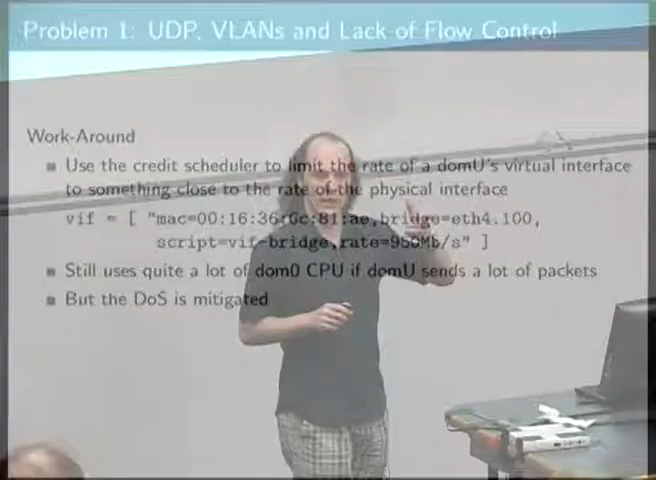 Problem 1: UDP, VLANs and Lack of Flow Control
Work-Around
Use the credit scheduler to limit the rate of a domU's virtual interface
to something close to the rate of the physical interface
vif = [ "mac=00:16:36:6c:81:ae,bridge=eth4.100,
script=vif-bridge,rate=950Mb/s" ]
Still uses quite a lot of dom0 CPU if domU sends a lot of packets
But the DoS is mitigated